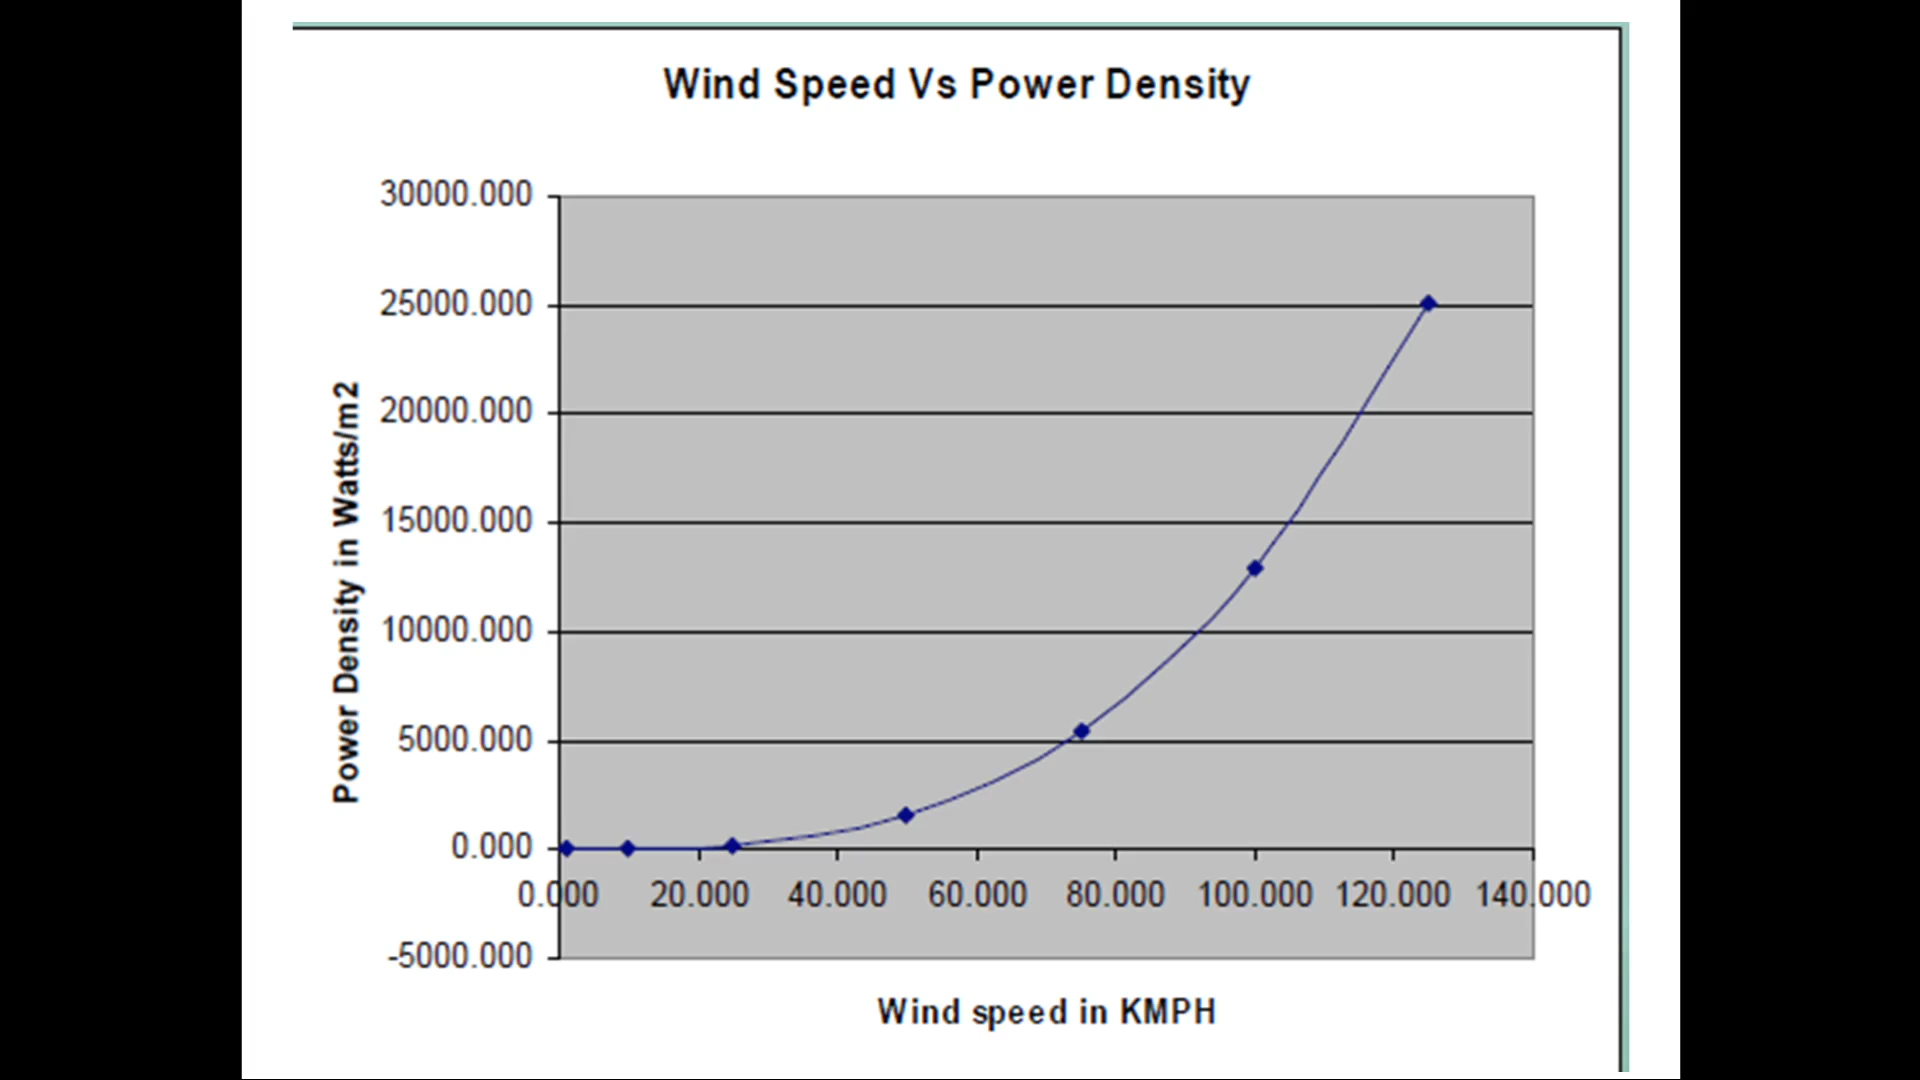 Wind Speed Vs Power Density
30000.000
25000.000
20000.000
15000.000
10000.000
5000.000
0.000
-5000.000
Power Density in Watts/m2
0.000 20.000 40.000 60.000 80.000 100.000 120.000 140.000
Wind speed in KMPH